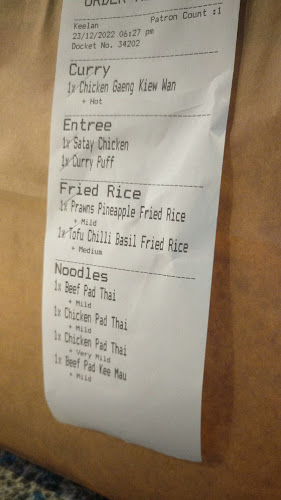 ORDER
Keelan Patron Count :1
23/12/2022 06:27 pm
Docket No. 34202
Curry
1x Chicken Gaeng Kiew Wan
+ Hot
Entree
1x Satay Chicken
1x Curry Puff
Fried Rice
1x Prawns Pineapple Fried Rice
+ Mild
1x Tofu Chilli Basil Fried Rice
+ Medium
Noodles
1x Beef Pad Thai
+ Mild
1x Chicken Pad Thai
+ Mild
1x Chicken Pad Thai
+ Very Mild
1x Beef Pad Kee Mau
+ Mild